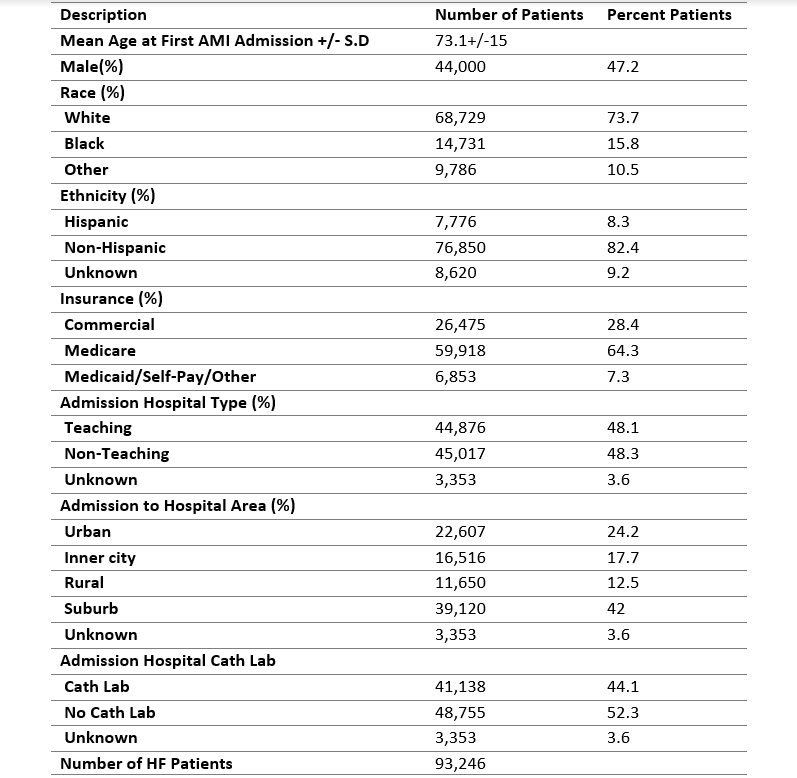 Description Number of Patients Percent Patients
Mean Age at First AMI Admission +/- S.D 73.1+/-15
Male(%) 44,000 47.2
Race (%)
White 68,729 73.7
Black 14,731 15.8
Other 9,786 10.5
Ethnicity (%)
Hispanic 7,776 8.3
Non-Hispanic 76,850 82.4
Unknown 8,620 9.2
Insurance (%)
Commercial 26,475 28.4
Medicare 59,918 64.3
Medicaid/Self-Pay/Other 6,853 7.3
Admission Hospital Type (%)
Teaching 44,876 48.1
Non-Teaching 45,017 48.3
Unknown 3,353 3.6
Admission to Hospital Area (%)
Urban 22,607 24.2
Inner city 16,516 17.7
Rural 11,650 12.5
Suburb 39,120 42
Unknown 3,353 3.6
Admission Hospital Cath Lab
Cath Lab 41,138 44.1
No Cath Lab 48,755 52.3
Unknown 3,353 3.6
Number of HF Patients 93,246